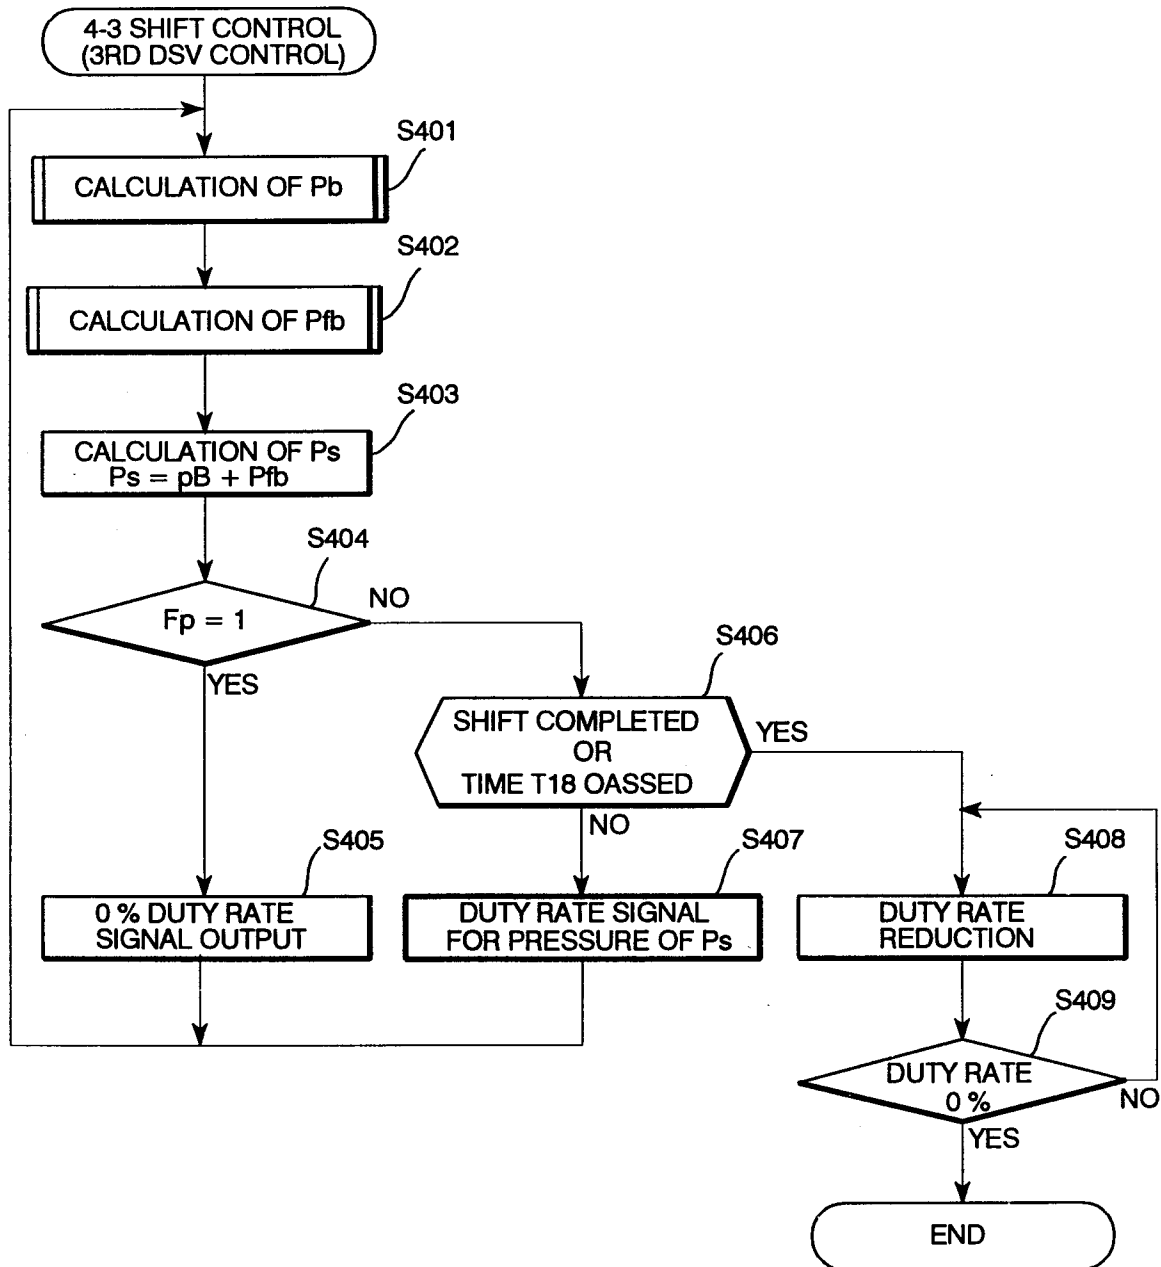 4-3 SHIFT CONTROL
(3RD DSV CONTROL)
S401
CALCULATION OF Pb
S402
CALCULATION OF Pfb
S403
CALCULATION OF Ps
Ps = pB + Pfb
S404
Fp = 1
NO
YES
S406
SHIFT COMPLETED
OR
TIME T18 OASSED
YES
NO
S405
0 % DUTY RATE
SIGNAL OUTPUT
S407
DUTY RATE SIGNAL
FOR PRESSURE OF Ps
S408
DUTY RATE
REDUCTION
S409
DUTY RATE
0 %
NO
YES
END